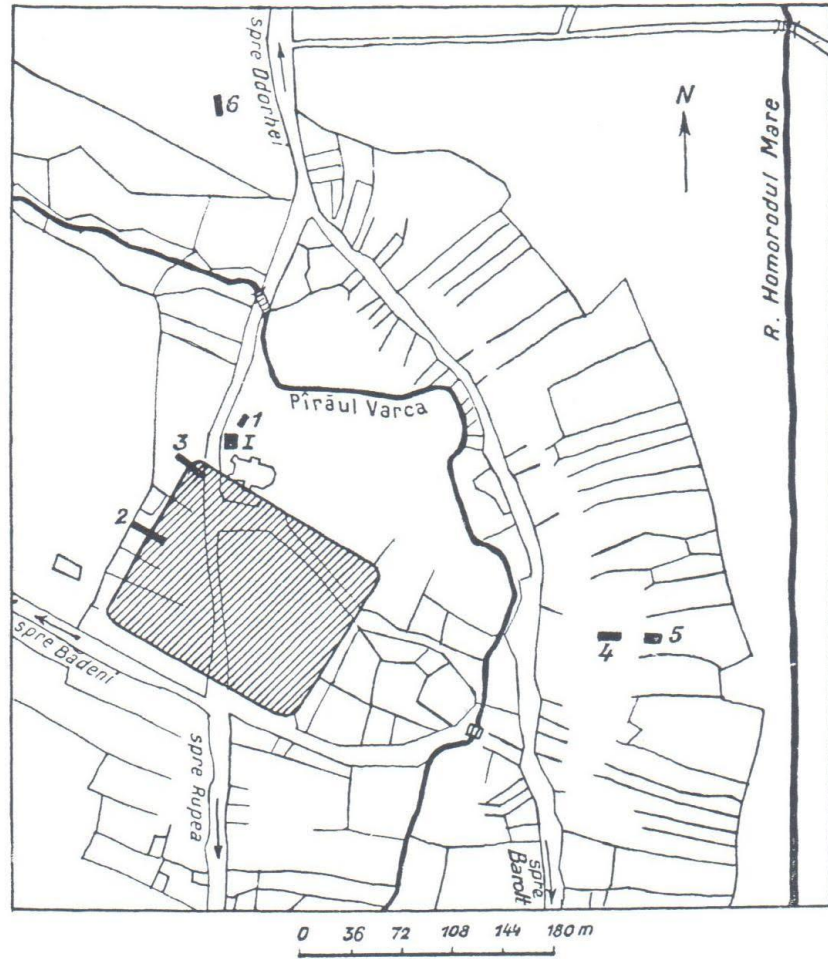 spre Odorhei
6
N
R. Homorodul Mare
Pîrăul Varca
1
I
3
2
4
5
spre Bădeni
spre Rupea
spre
Baraolt
0 36 72 108 144 180 m